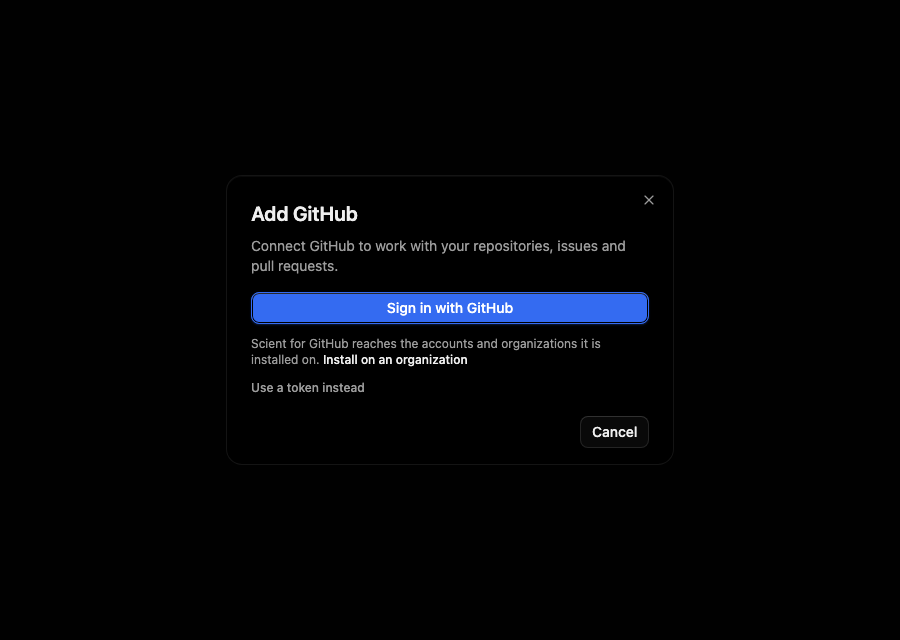 Add GitHub
Connect GitHub to work with your repositories, issues and
pull requests.
Sign in with GitHub
Scient for GitHub reaches the accounts and organizations it is
installed on. Install on an organization
Use a token instead
Cancel